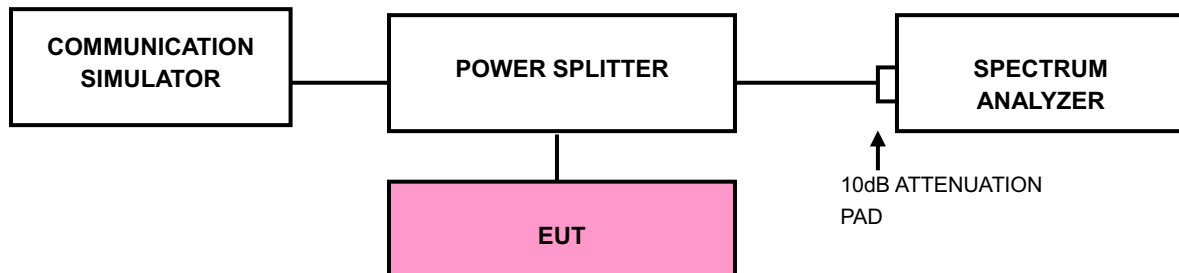 COMMUNICATION
SIMULATOR
POWER SPLITTER
SPECTRUM
ANALYZER
10dB ATTENUATION
PAD
EUT